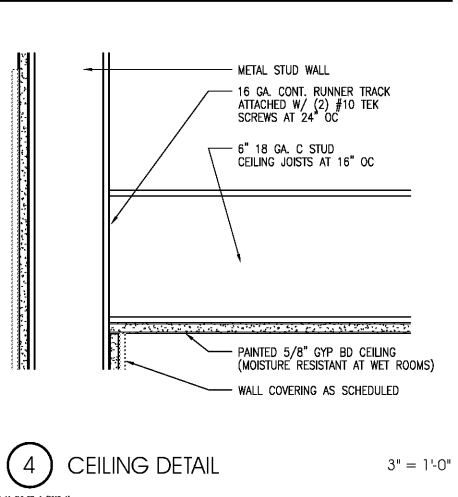 METAL STUD WALL
16 GA. CONT. RUNNER TRACK
ATTACHED W/ (2) #10 TEK
SCREWS AT 24" OC
6" 18 GA. C STUD
CEILING JOISTS AT 16" OC
PAINTED 5/8" GYP BD CEILING
(MOISTURE RESISTANT AT WET ROOMS)
WALL COVERING AS SCHEDULED
4 CEILING DETAIL 3" = 1'-0"